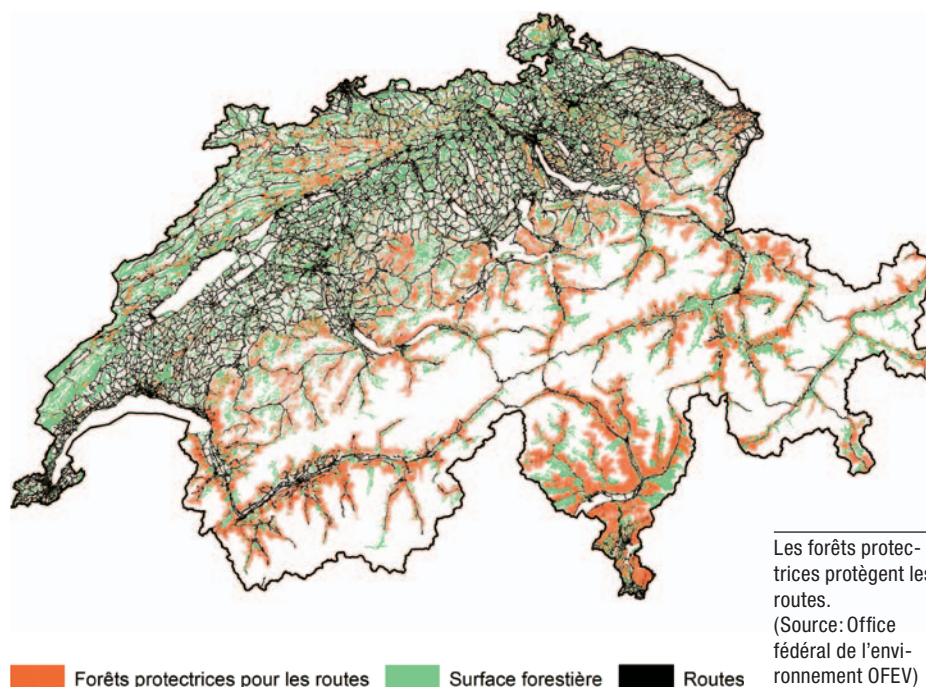 Les forêts protec-
trices protègent les
routes.
(Source: Office
fédéral de l'envi-
ronnement OFEV)
Forêts protectrices pour les routes Surface forestière Routes